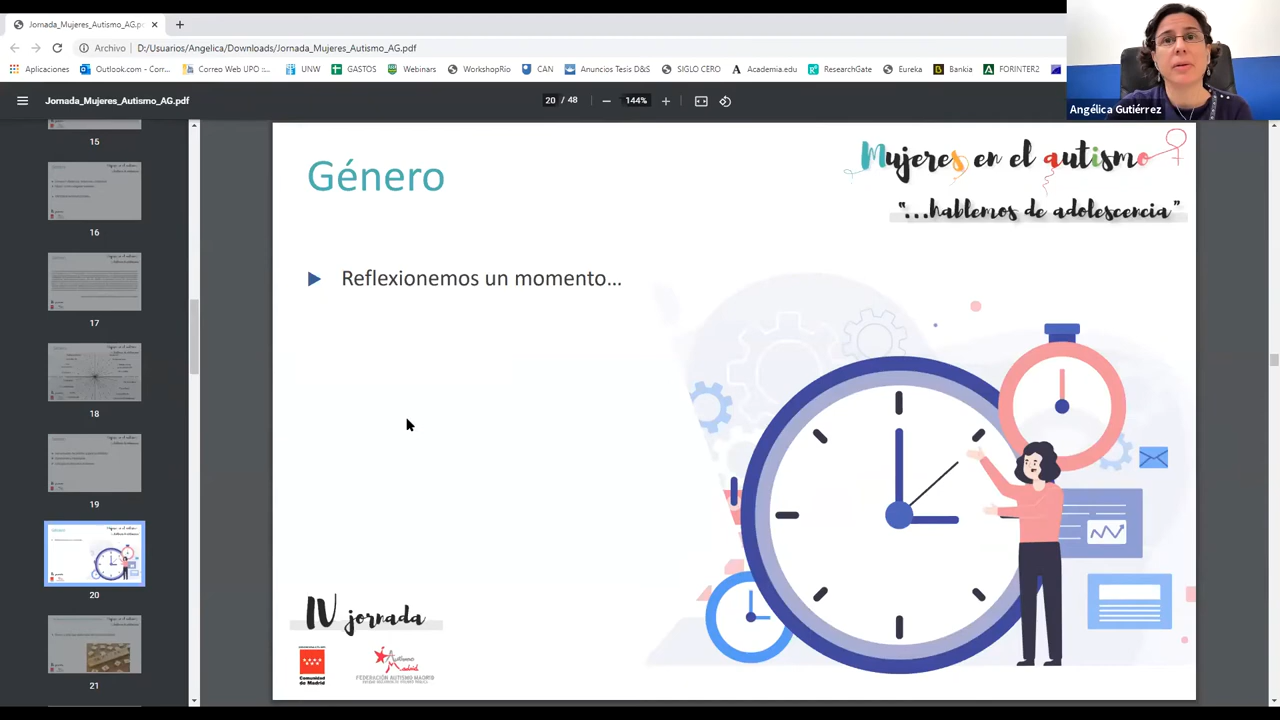 Jornada_Mujeres_Autismo_AG.pdf
Archivo D:/Usuarios/Angelica/Downloads/Jornada_Mujeres_Autismo_AG.pdf
Aplicaciones Outlook.com - Corr... Correo Web UPO ::... UNW GASTOS Webinars WorkshopRío CAN Anuncios Tesis D&S SIGLO CERO Academia.edu ResearchGate Eureka Bankia FORINTER2
Angélica Gutiérrez
Jornada_Mujeres_Autismo_AG.pdf
20 / 48
144%
15
16
17
18
19
20
21
Género
Mujeres en el autismo
“...hablemos de adolescencia”
Reflexionemos un momento...
IV jornada
Comunidad
de Madrid
Autismo
Madrid
FEDERACIÓN AUTISMO MADRID